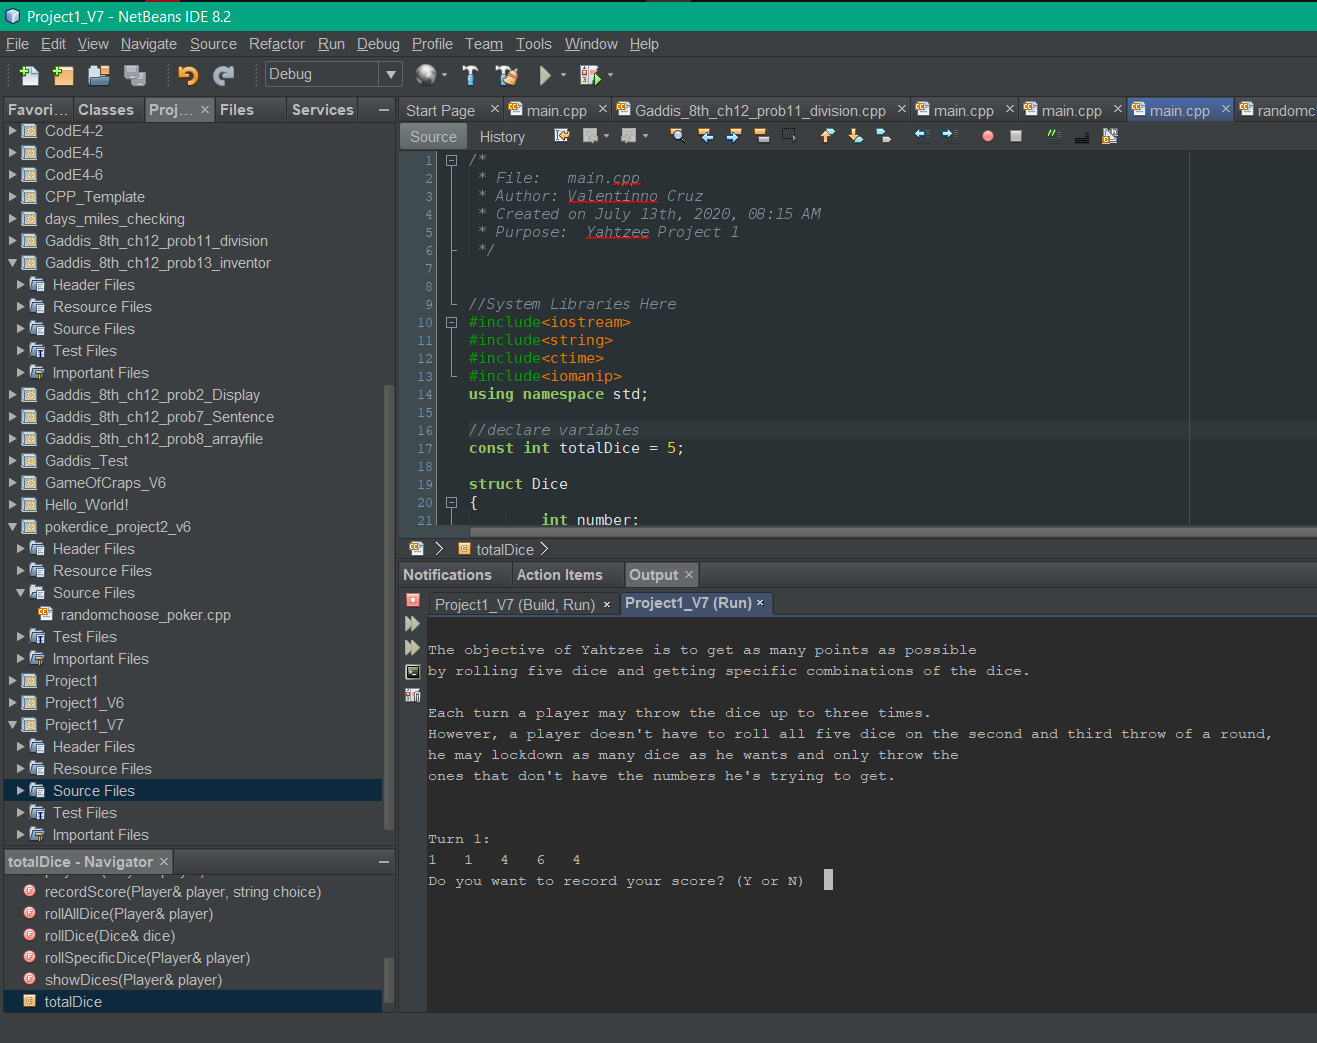 Project1_V7 - NetBeans IDE 8.2
File Edit View Navigate Source Refactor Run Debug Profile Team Tools Window Help
Debug
Favori... Classes Proj... × Files Services
CodE4-2
CodE4-5
CodE4-6
CPP_Template
days_miles_checking
Gaddis_8th_ch12_prob11_division
Gaddis_8th_ch12_prob13_inventor
Header Files
Resource Files
Source Files
Test Files
Important Files
Gaddis_8th_ch12_prob2_Display
Gaddis_8th_ch12_prob7_Sentence
Gaddis_8th_ch12_prob8_arrayfile
Gaddis_Test
GameOfCraps_V6
Hello_World!
pokerdice_project2_v6
Header Files
Resource Files
Source Files
randomchoose_poker.cpp
Test Files
Important Files
Project1
Project1_V6
Project1_V7
Header Files
Resource Files
Source Files
Test Files
Important Files
totalDice - Navigator ×
recordScore(Player& player, string choice)
rollAllDice(Player& player)
rollDice(Dice& dice)
rollSpecificDice(Player& player)
showDices(Player& player)
totalDice
Start Page × main.cpp × Gaddis_8th_ch12_prob11_division.cpp × main.cpp × main.cpp × main.cpp × randomc
Source History
1 /*
2 * File: main.cpp
3 * Author: Valentinno Cruz
4 * Created on July 13th, 2020, 08:15 AM
5 * Purpose: Yahtzee Project 1
6 */
7
8
9 //System Libraries Here
10 #include<iostream>
11 #include<string>
12 #include<ctime>
13 #include<iomanip>
14 using namespace std;
15
16 //declare variables
17 const int totalDice = 5;
18
19 struct Dice
20 {
21 int number;
totalDice
Notifications Action Items Output ×
Project1_V7 (Build, Run) × Project1_V7 (Run) ×
The objective of Yahtzee is to get as many points as possible
by rolling five dice and getting specific combinations of the dice.
Each turn a player may throw the dice up to three times.
However, a player doesn't have to roll all five dice on the second and third throw of a round,
he may lockdown as many dice as he wants and only throw the
ones that don't have the numbers he's trying to get.
Turn 1:
1 1 4 6 4
Do you want to record your score? (Y or N)